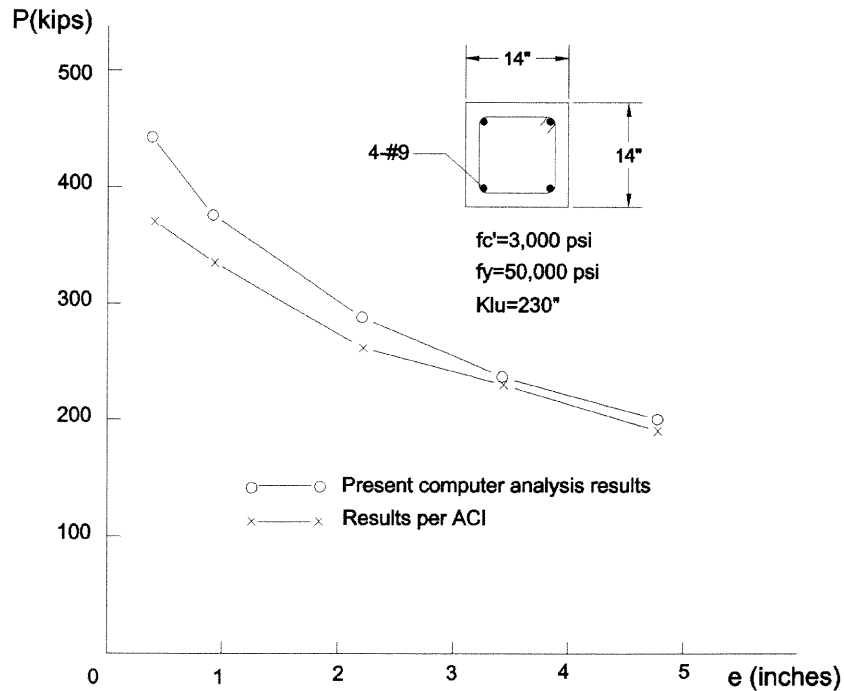 P(kips)
500
400
300
200
100
0
1
2
3
4
5
e (inches)
14"
14"
4-#9
fc'=3,000 psi
fy=50,000 psi
Klu=230"
Present computer analysis results
Results per ACI